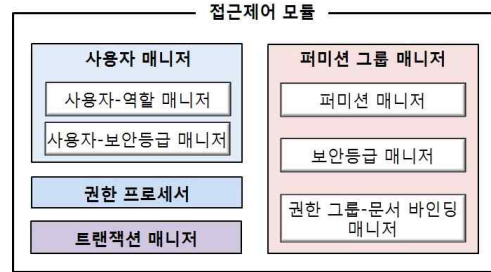 접근제어 모듈
사용자 매니저
사용자-역할 매니저
사용자-보안등급 매니저
권한 프로세서
트랜잭션 매니저
퍼미션 그룹 매니저
퍼미션 매니저
보안등급 매니저
권한 그룹-문서 바인딩
매니저